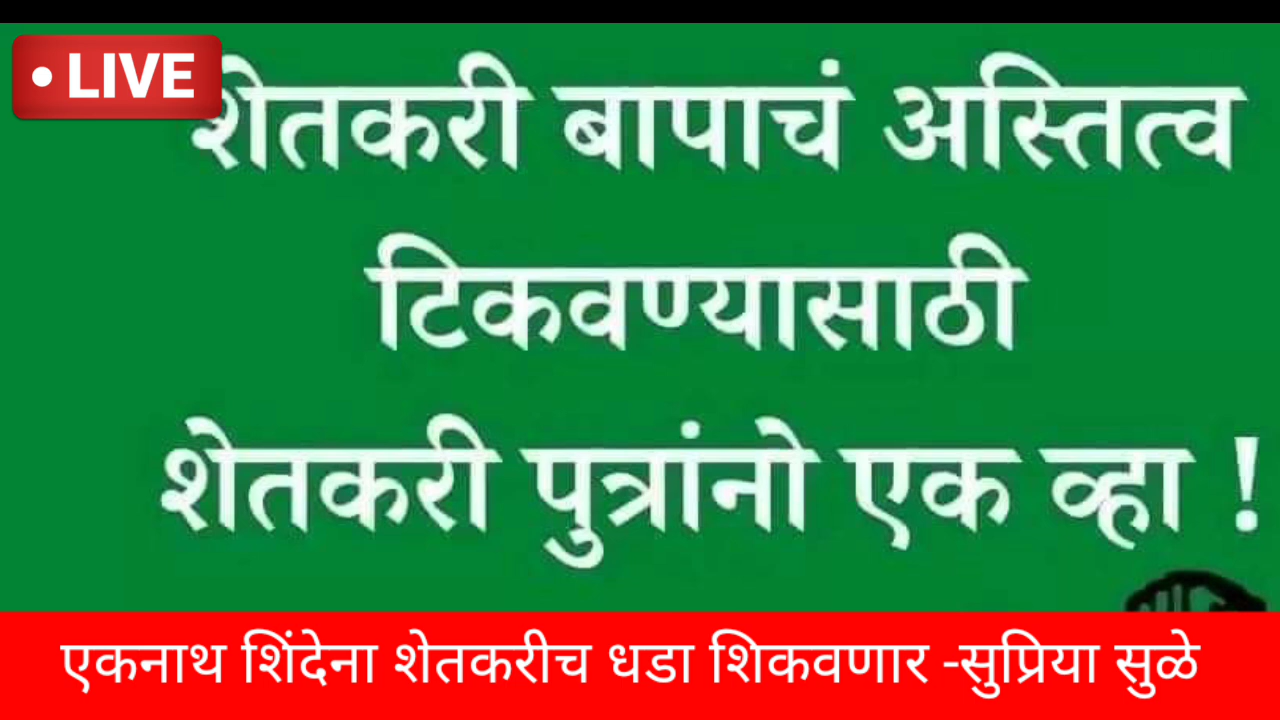 • LIVE
शेतकरी बापाचं अस्तित्व
टिकवण्यासाठी
शेतकरी पुत्रांनो एक व्हा !
एकनाथ शिंदेना शेतकरीच धडा शिकवणार -सुप्रिया सुळे